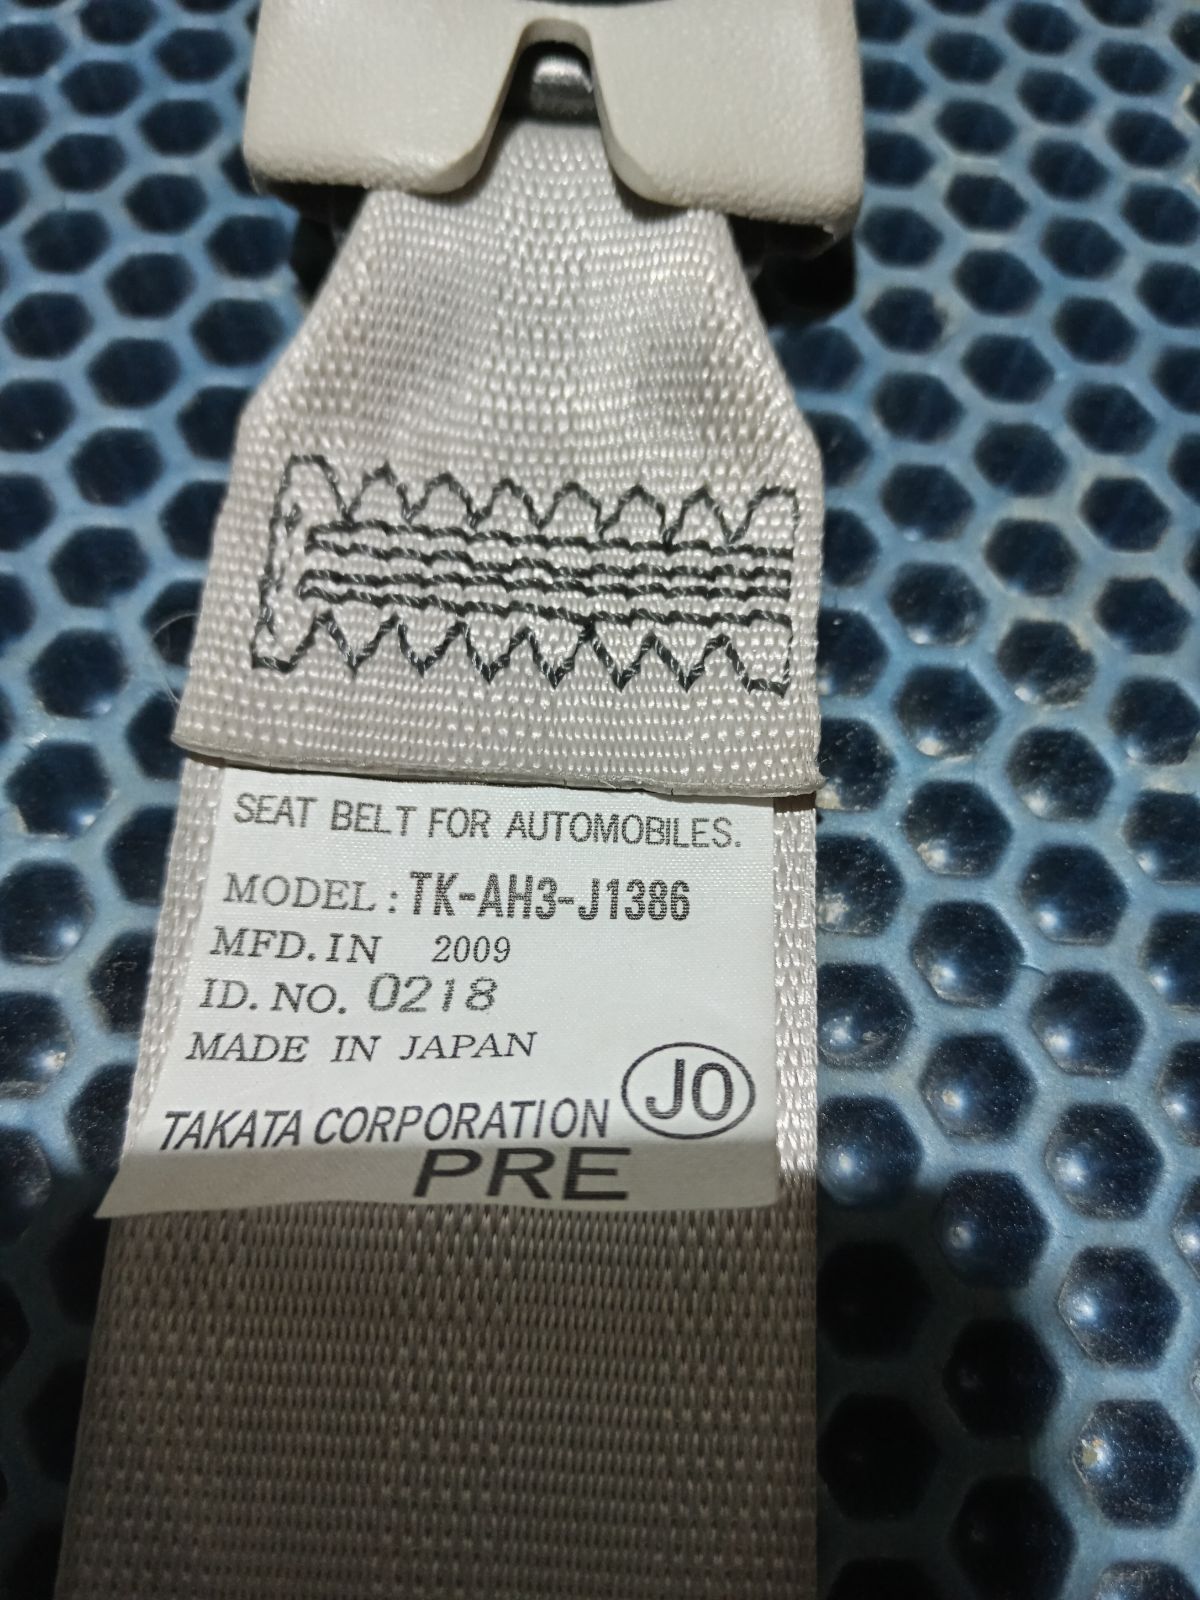 SEAT BELT FOR AUTOMOBILES.
MODEL : TK-AH3-J1386
MFD. IN 2009
ID. NO. 0218
MADE IN JAPAN
JO
TAKATA CORPORATION
PRE